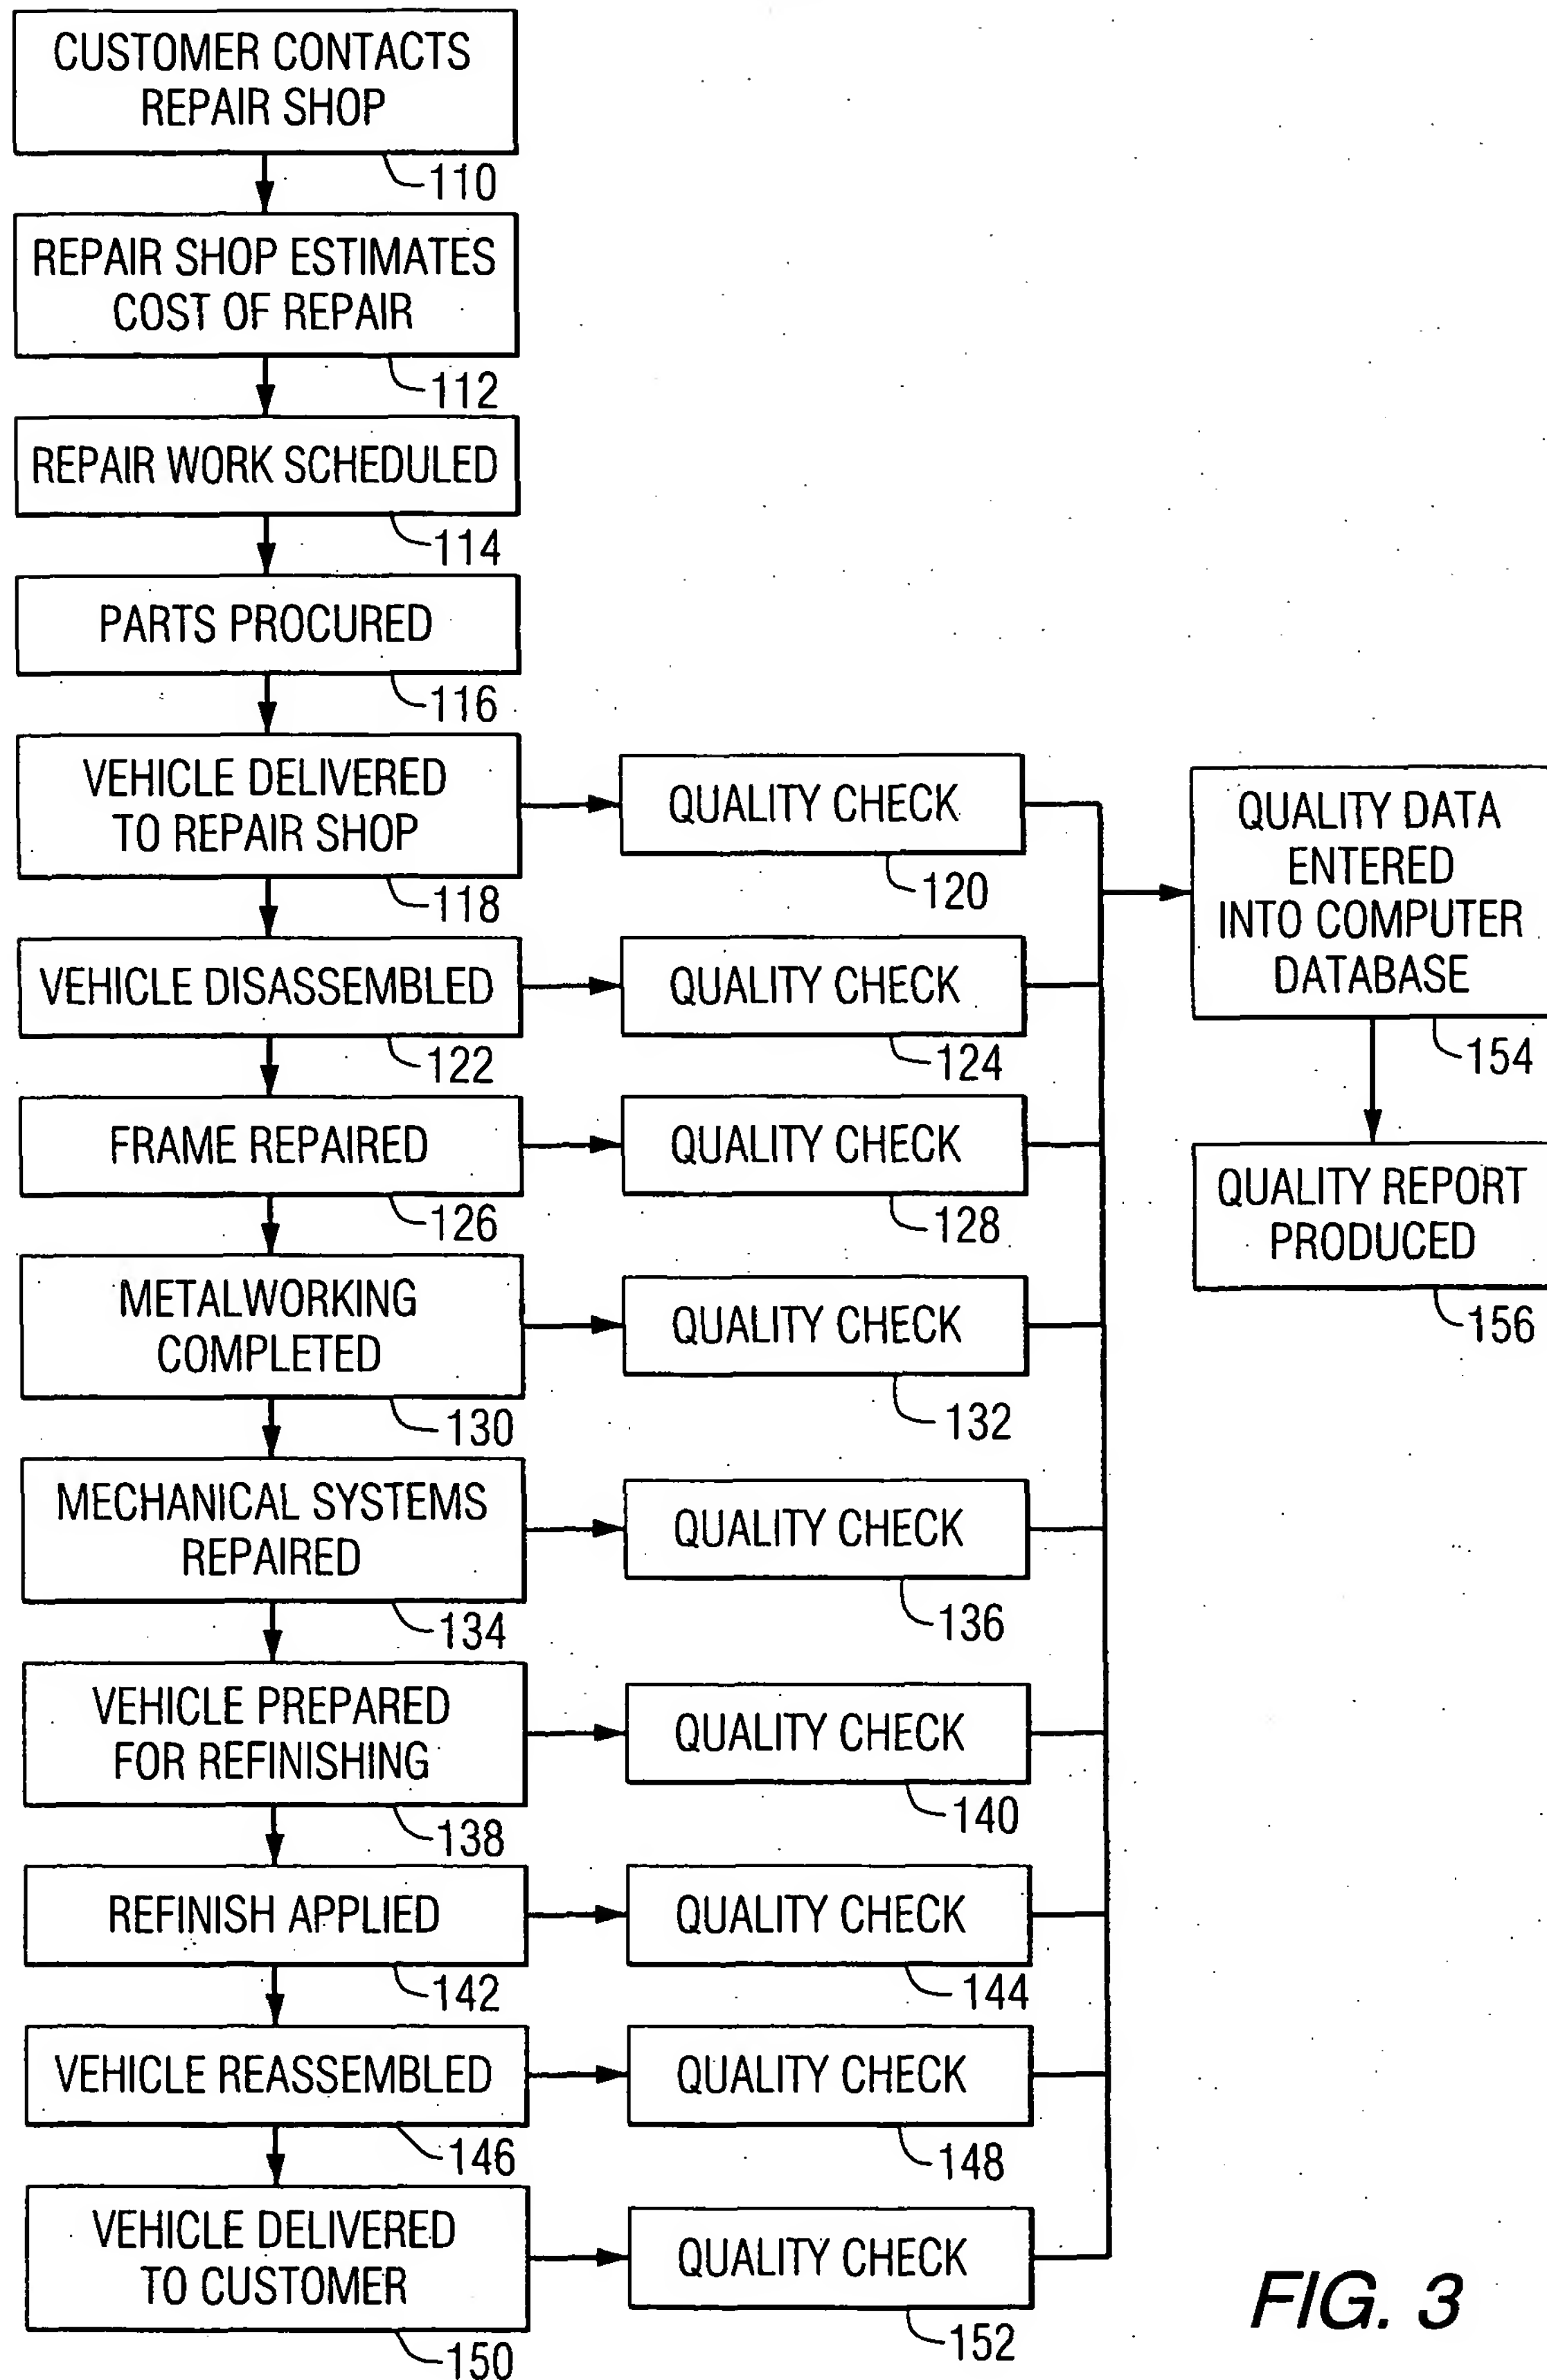 CUSTOMER CONTACTS
REPAIR SHOP
110
REPAIR SHOP ESTIMATES
COST OF REPAIR
112
REPAIR WORK SCHEDULED
114
PARTS PROCURED
116
VEHICLE DELIVERED
TO REPAIR SHOP
118
QUALITY CHECK
120
VEHICLE DISASSEMBLED
122
QUALITY CHECK
124
FRAME REPAIRED
126
QUALITY CHECK
128
METALWORKING
COMPLETED
130
QUALITY CHECK
132
MECHANICAL SYSTEMS
REPAIRED
134
QUALITY CHECK
136
VEHICLE PREPARED
FOR REFINISHING
138
QUALITY CHECK
140
REFINISH APPLIED
142
QUALITY CHECK
144
VEHICLE REASSEMBLED
146
QUALITY CHECK
148
VEHICLE DELIVERED
TO CUSTOMER
150
QUALITY CHECK
152
QUALITY DATA
ENTERED
INTO COMPUTER
DATABASE
154
QUALITY REPORT
PRODUCED
156
FIG. 3